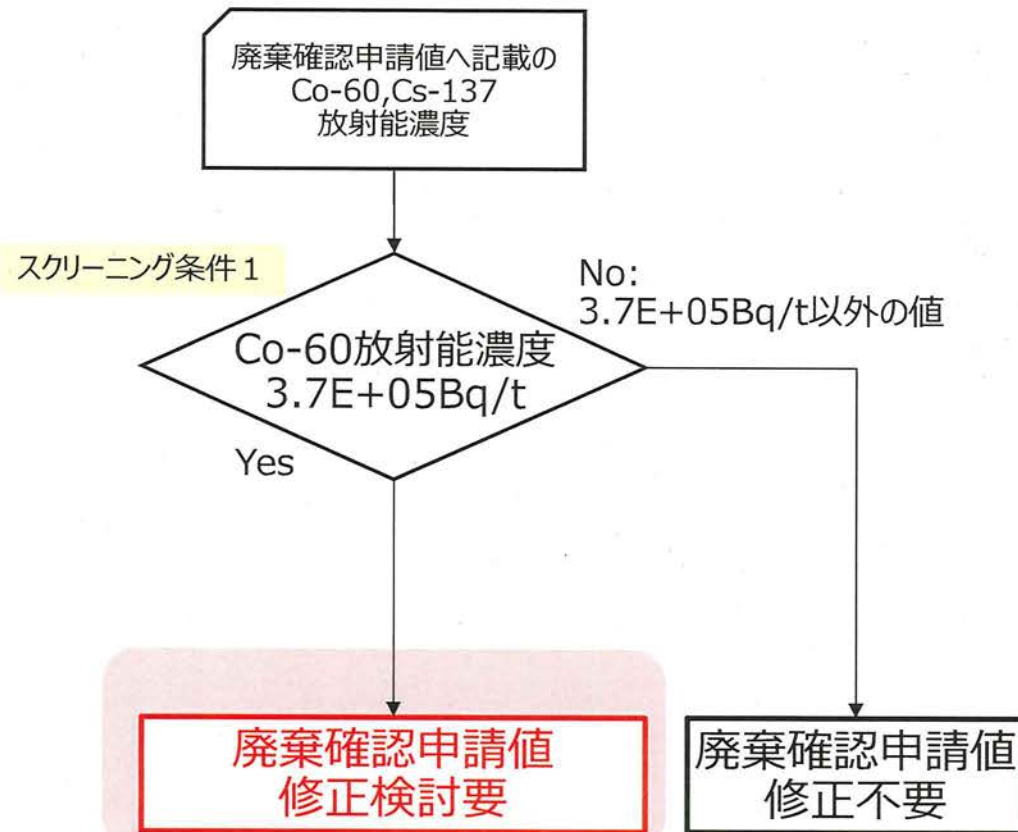 廃棄確認申請値へ記載の
Co-60,Cs-137
放射能濃度
スクリーニング条件1
No:
3.7E+05Bq/t以外の値
Co-60放射能濃度
3.7E+05Bq/t
Yes
廃棄確認申請値
修正検討要
廃棄確認申請値
修正不要